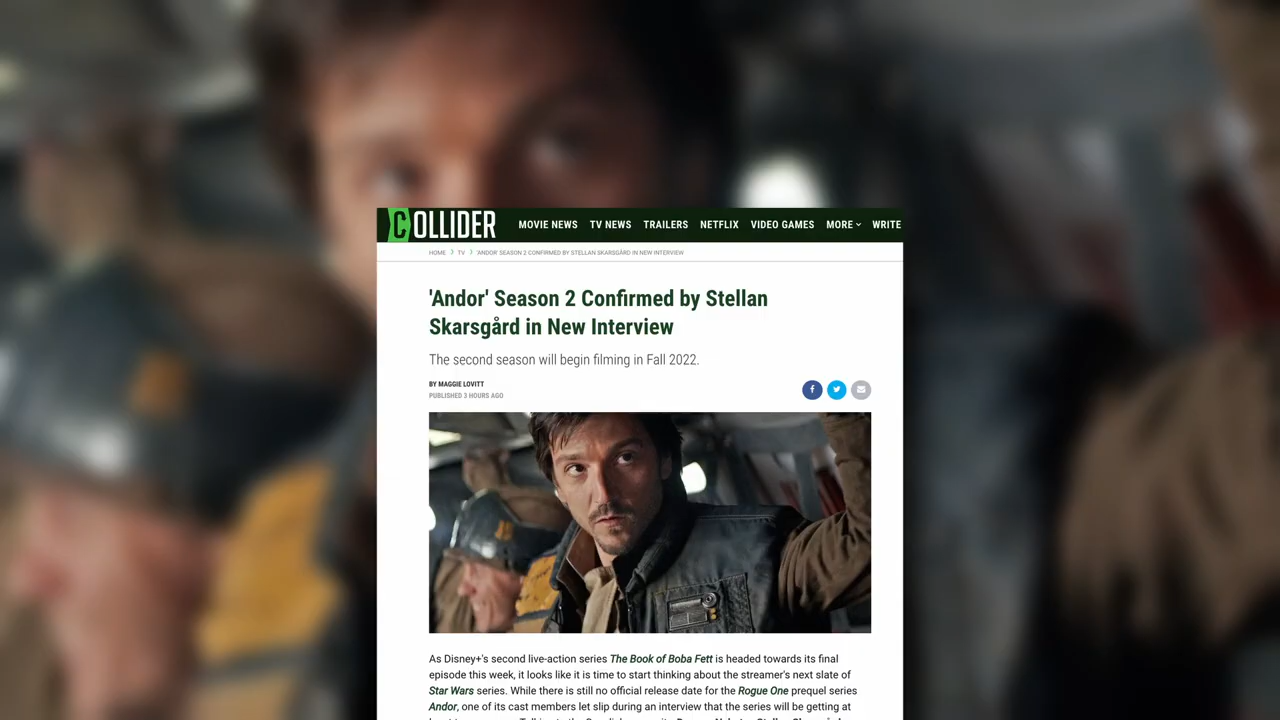 COLLIDER
MOVIE NEWS TV NEWS TRAILERS NETFLIX VIDEO GAMES MORE WRITE
HOME > TV > 'ANDOR' SEASON 2 CONFIRMED BY STELLAN SKARSGÅRD IN NEW INTERVIEW
'Andor' Season 2 Confirmed by Stellan
Skarsgård in New Interview
The second season will begin filming in Fall 2022.
BY MAGGIE LOVITT
PUBLISHED 3 HOURS AGO
As Disney+'s second live-action series The Book of Boba Fett is headed towards its final
episode this week, it looks like it is time to start thinking about the streamer's next slate of
Star Wars series. While there is still no official release date for the Rogue One prequel series
Andor, one of its cast members let slip during an interview that the series will be getting at